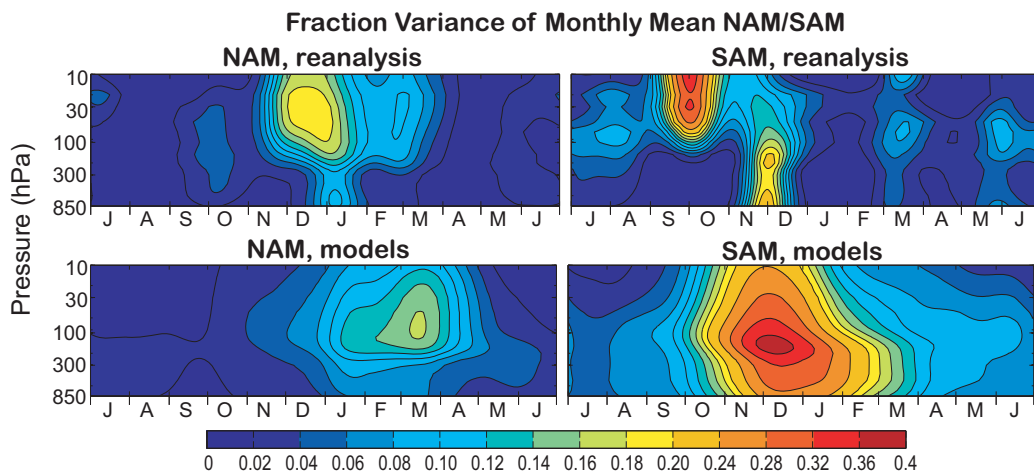 Fraction Variance of Monthly Mean NAM/SAM
NAM, reanalysis
SAM, reanalysis
Pressure (hPa)
10
30
100
300
850
J A S O N D J F M A M J
J A S O N D J F M A M J
NAM, models
SAM, models
10
30
100
300
850
J A S O N D J F M A M J
J A S O N D J F M A M J
0 0.02 0.04 0.06 0.08 0.10 0.12 0.14 0.16 0.18 0.20 0.24 0.28 0.32 0.36 0.4